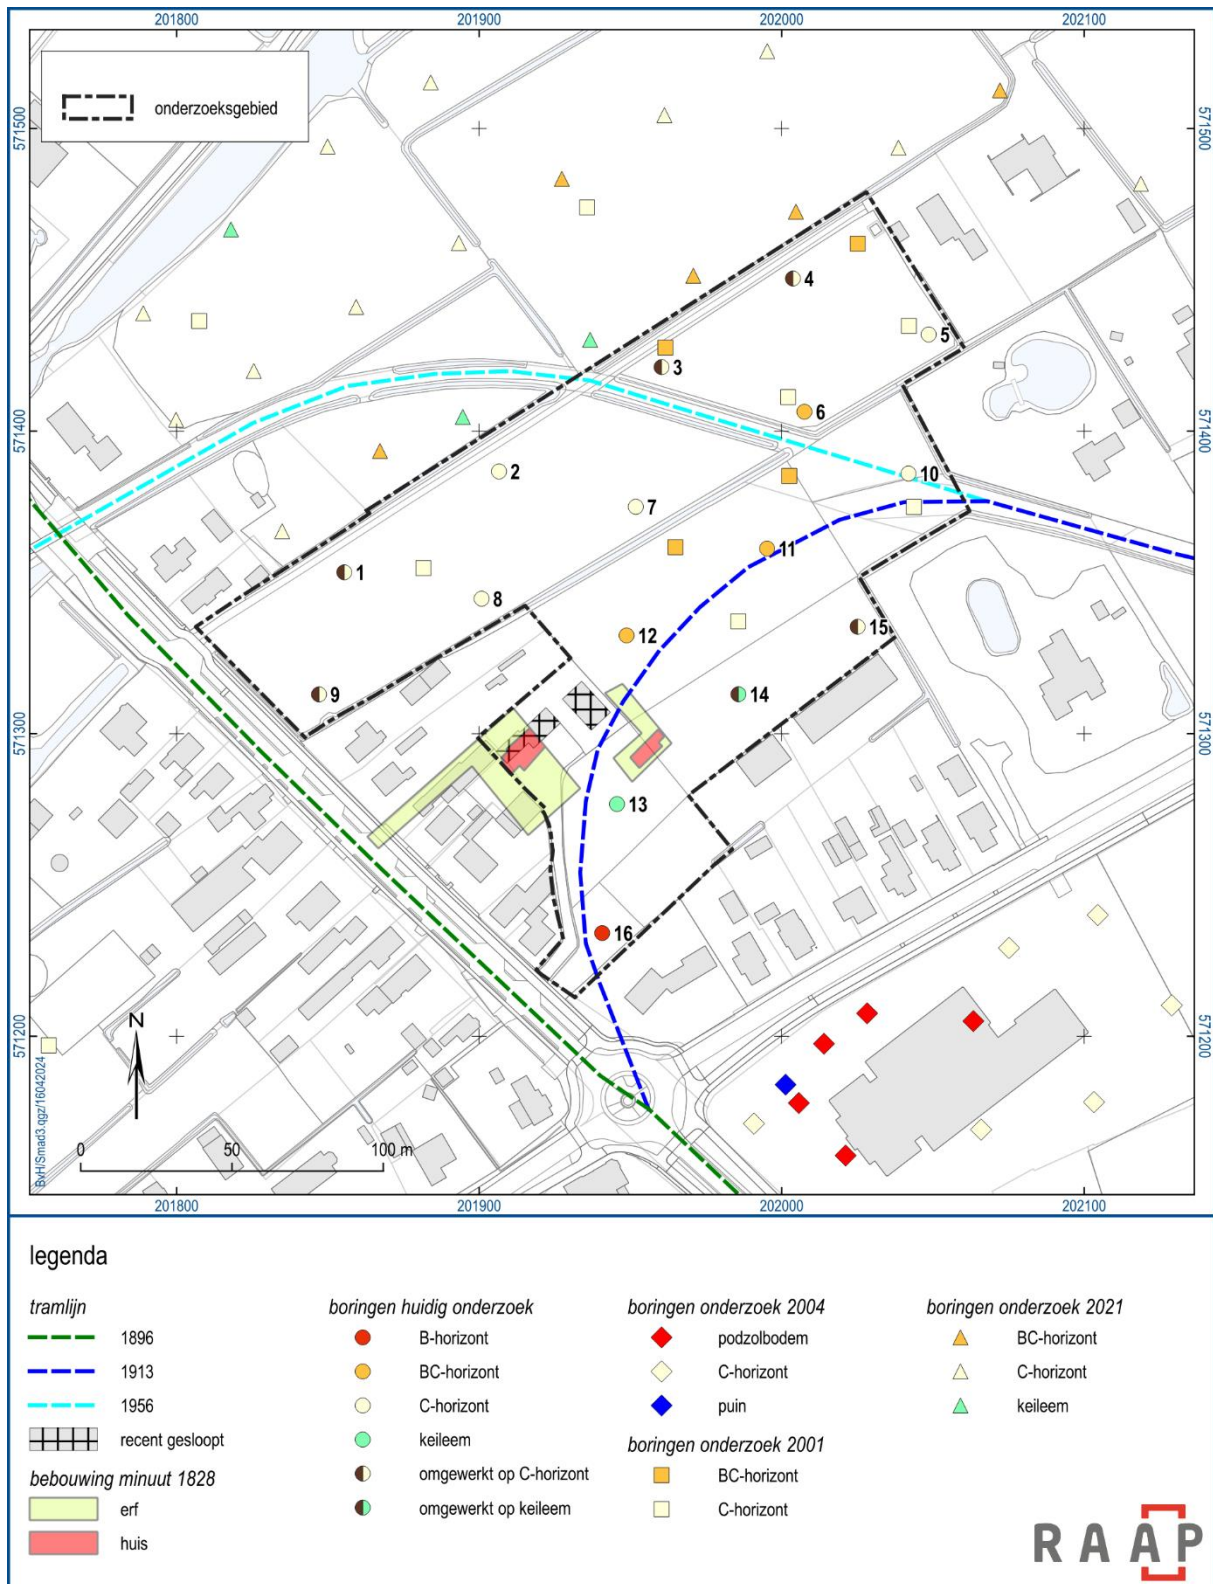 201800 201900 202000 202100
onderzoeksgebied
571500 571500
4
5
3
6
2
10
7
571400 571400
11
1
8
12
15
9
14
571300 571300
13
16
N
571200 571200
0 50 100 m
BvH/Smad3.qgz/16042024
201800 201900 202000 202100
legenda
tramlijn
1896
1913
1956
recent gesloopt
bebouwing minuut 1828
erf
huis
boringen huidig onderzoek
B-horizont
BC-horizont
C-horizont
keileem
omgewerkt op C-horizont
omgewerkt op keileem
boringen onderzoek 2004
podzolbodem
C-horizont
puin
boringen onderzoek 2001
BC-horizont
C-horizont
boringen onderzoek 2021
BC-horizont
C-horizont
keileem
RAAP